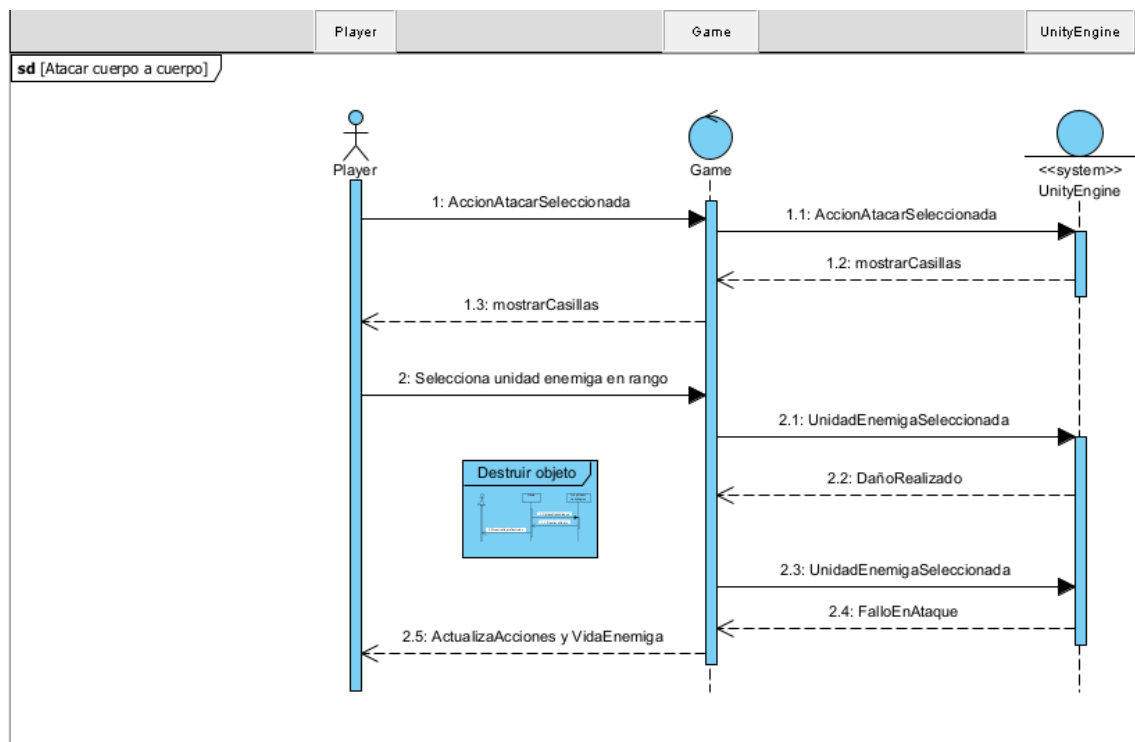 Player
Game
UnityEngine
sd [Atacar cuerpo a cuerpo]
Player
Game
<<system>>
UnityEngine
1: AccionAtacarSeleccionada
1.1: AccionAtacarSeleccionada
1.2: mostrarCasillas
1.3: mostrarCasillas
2: Selecciona unidad enemiga en rango
2.1: UnidadEnemigaSeleccionada
Destruir objeto
2.2: DañoRealizado
2.3: UnidadEnemigaSeleccionada
2.4: FalloEnAtaque
2.5: ActualizaAcciones y VidaEnemiga